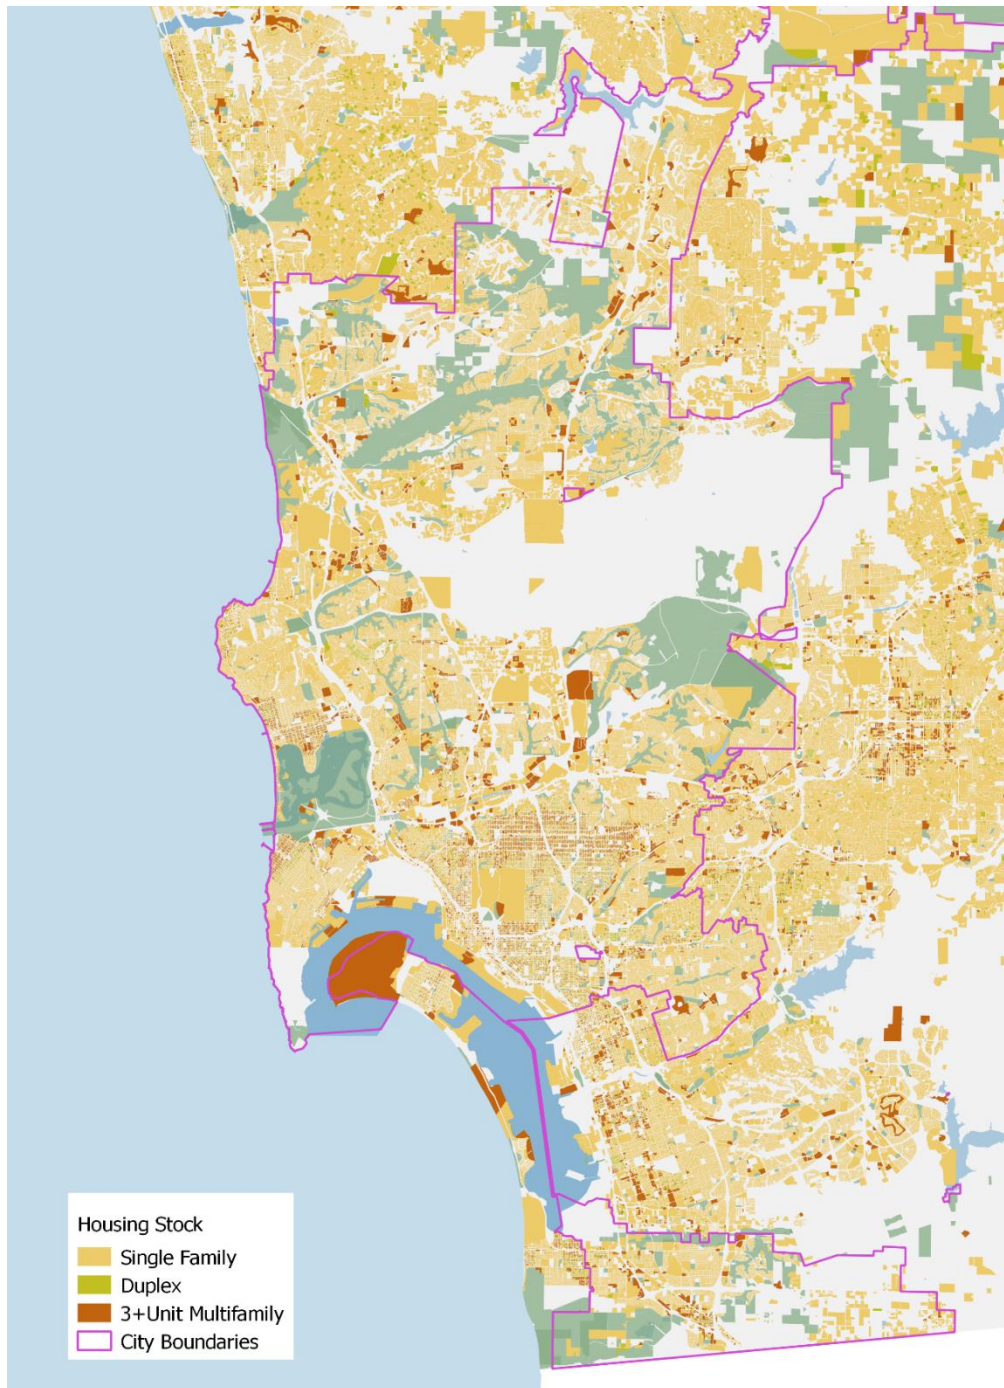 Housing Stock
Single Family
Duplex
3+Unit Multifamily
City Boundaries